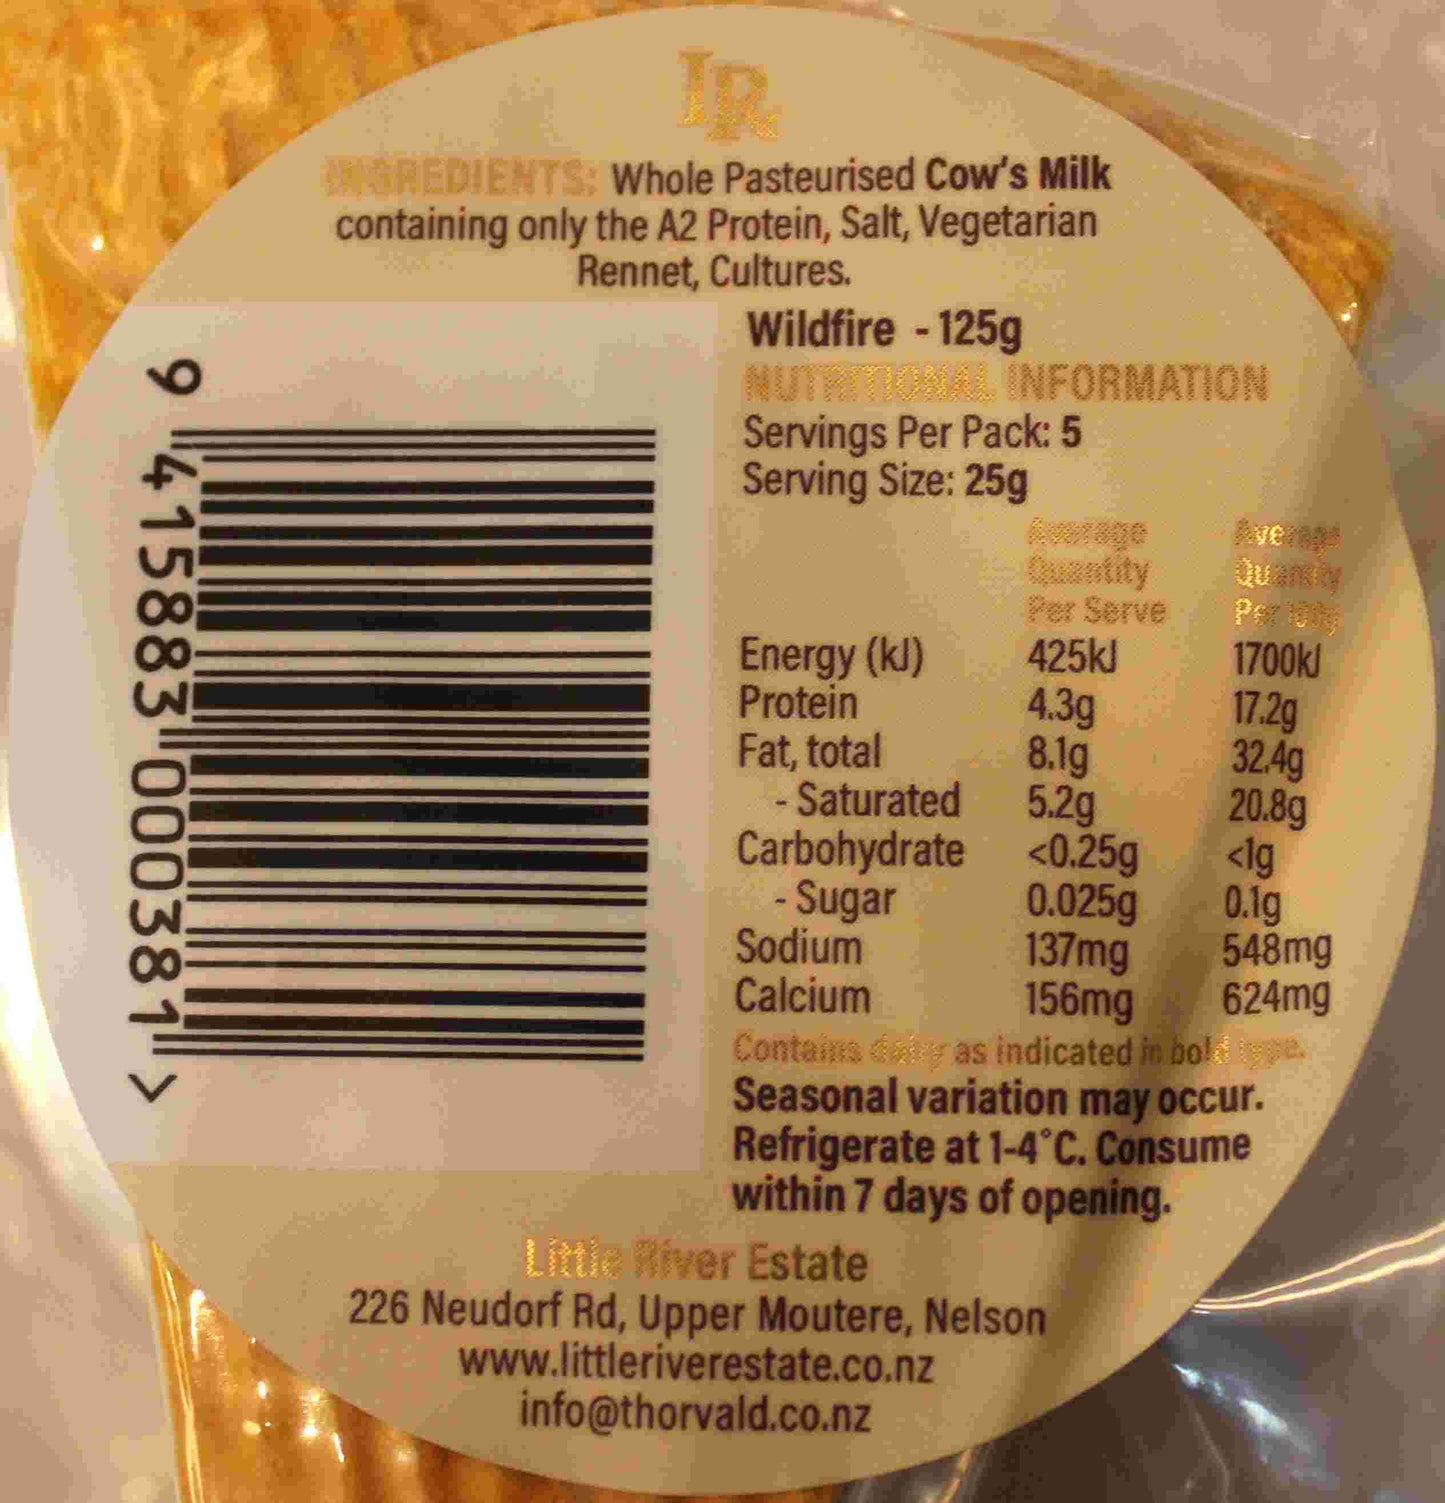 LR
INGREDIENTS: Whole Pasteurised Cow's Milk
containing only the A2 Protein, Salt, Vegetarian
Rennet, Cultures.
Wildfire - 125g
NUTRITIONAL INFORMATION
Servings Per Pack: 5
Serving Size: 25g
Average Average
Quantity Quantity
Per Serve Per 100g
Energy (kJ) 425kJ 1700kJ
Protein 4.3g 17.2g
Fat, total 8.1g 32.4g
- Saturated 5.2g 20.8g
Carbohydrate <0.25g <1g
- Sugar 0.025g 0.1g
Sodium 137mg 548mg
Calcium 156mg 624mg
Contains dairy as indicated in bold type.
Seasonal variation may occur.
Refrigerate at 1-4°C. Consume
within 7 days of opening.
9 415883 000381 >
Little River Estate
226 Neudorf Rd, Upper Moutere, Nelson
www.littleriverestate.co.nz
info@thorvald.co.nz